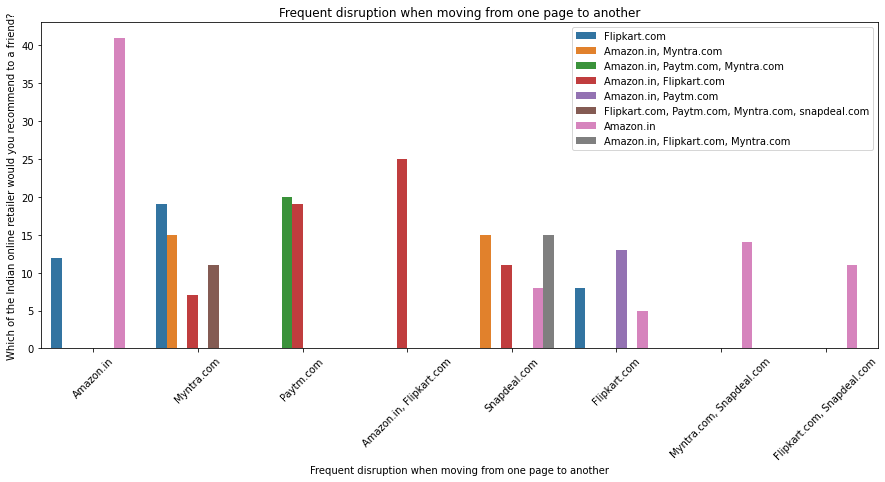 Frequent disruption when moving from one page to another
Which of the Indian online retailer would you recommend to a friend?
40
35
30
25
20
15
10
5
0
Flipkart.com
Amazon.in, Myntra.com
Amazon.in, Paytm.com, Myntra.com
Amazon.in, Flipkart.com
Amazon.in, Paytm.com
Flipkart.com, Paytm.com, Myntra.com, snapdeal.com
Amazon.in
Amazon.in, Flipkart.com, Myntra.com
Amazon.in
Myntra.com
Paytm.com
Amazon.in, Flipkart.com
Snapdeal.com
Flipkart.com
Myntra.com, Snapdeal.com
Flipkart.com, Snapdeal.com
Frequent disruption when moving from one page to another